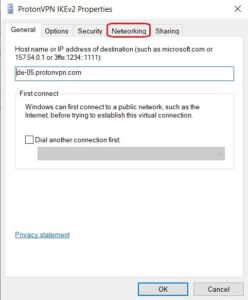 ProtonVPN IKEv2 Properties
General Options Security Networking Sharing
Host name or IP address of destination (such as microsoft.com or
157.54.0.1 or 3ffe:1234::1111):
de-05.protonvpn.com
First connect
Windows can first connect to a public network, such as the
Internet, before trying to establish this virtual connection.
Dial another connection first:
Privacy statement
OK Cancel